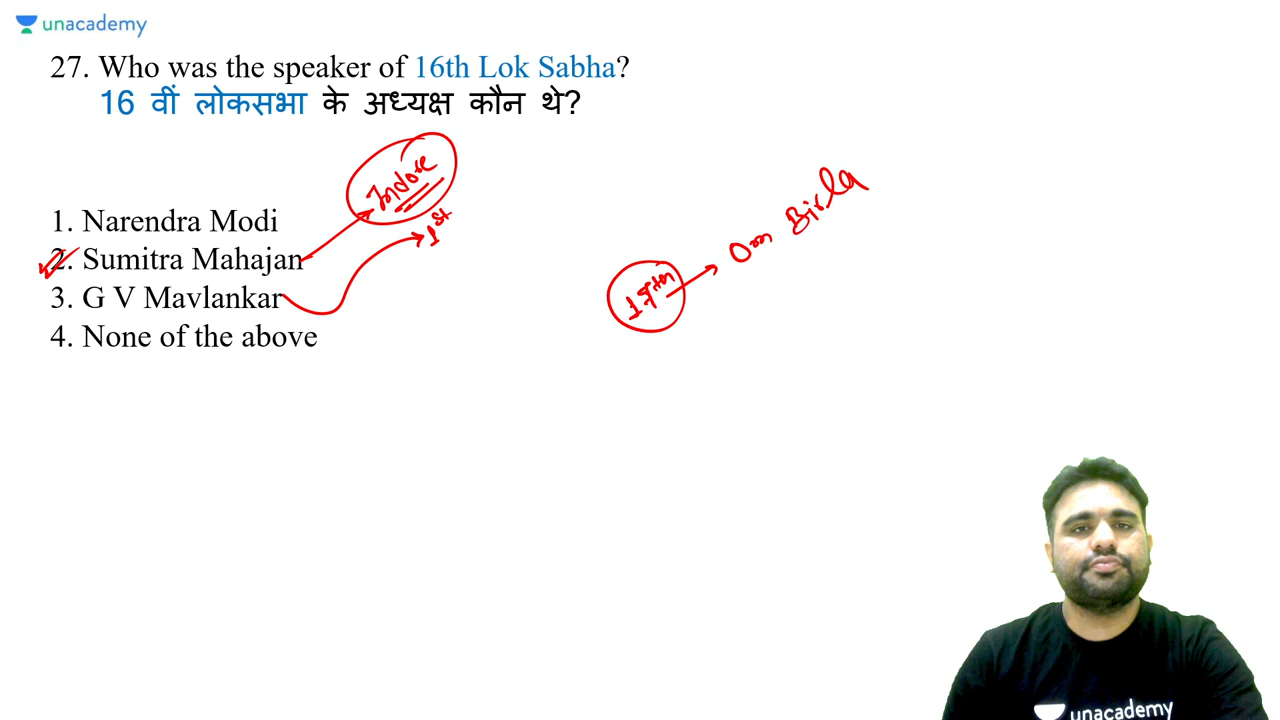 unacademy
27. Who was the speaker of 16th Lok Sabha?
16 वीं लोकसभा के अध्यक्ष कौन थे?
Indore
1. Narendra Modi
2. Sumitra Mahajan
1st
3. G V Mavlankar
4. None of the above
17th
Om Birla
unacademy